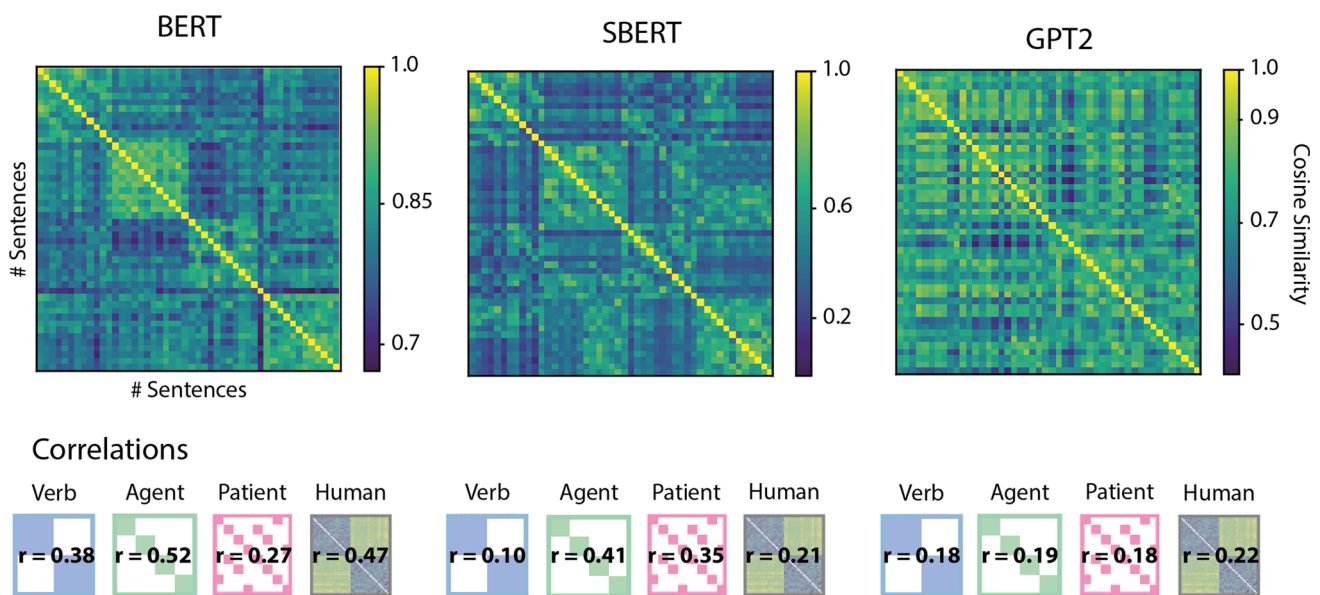 BERT
SBERT
GPT2
# Sentences
# Sentences
1.0
0.85
0.7
1.0
0.6
0.2
1.0
0.9
0.7
0.5
Cosine Similarity
Correlations
Verb Agent Patient Human
r = 0.38 r = 0.52 r = 0.27 r = 0.47
Verb Agent Patient Human
r = 0.10 r = 0.41 r = 0.35 r = 0.21
Verb Agent Patient Human
r = 0.18 r = 0.19 r = 0.18 r = 0.22